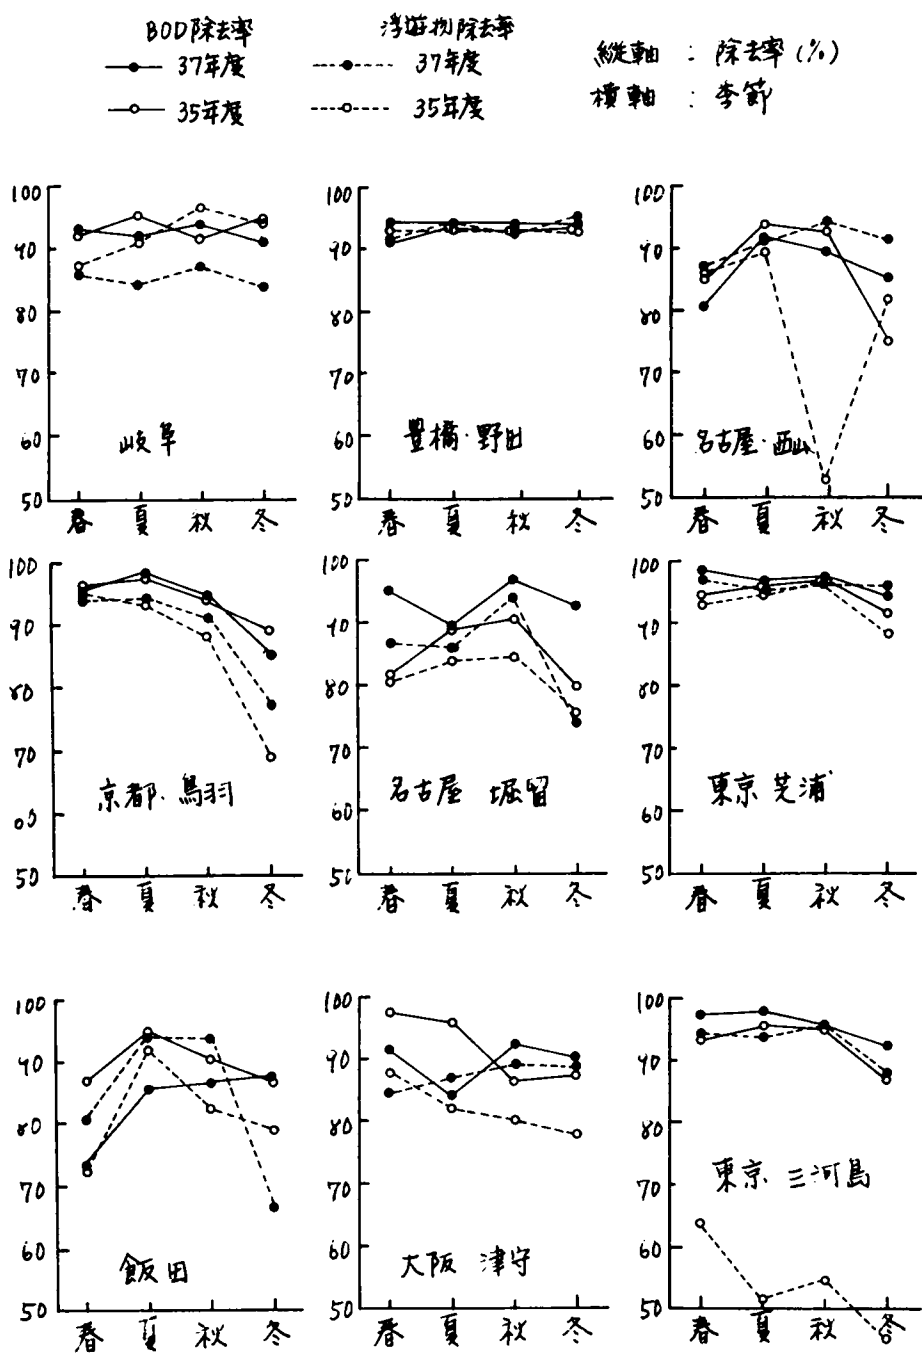 BOD除去率 浮遊物除去率
37年度 37年度
35年度 35年度
縦軸 : 除去率 (%)
横軸 : 季節
100
90
80
70
60
50
春 夏 秋 冬
岐阜
100
90
80
70
60
50
春 夏 秋 冬
豊橋・野田
100
90
80
70
60
50
春 夏 秋 冬
名古屋・西山
100
90
80
70
60
50
春 夏 秋 冬
京都・鳥羽
100
90
80
70
60
50
春 夏 秋 冬
名古屋 堀留
100
90
80
70
60
50
春 夏 秋 冬
東京 芝浦
100
90
80
70
60
50
春 夏 秋 冬
飯田
100
90
80
70
60
50
春 夏 秋 冬
大阪 津守
100
90
80
70
60
50
春 夏 秋 冬
東京 三河島